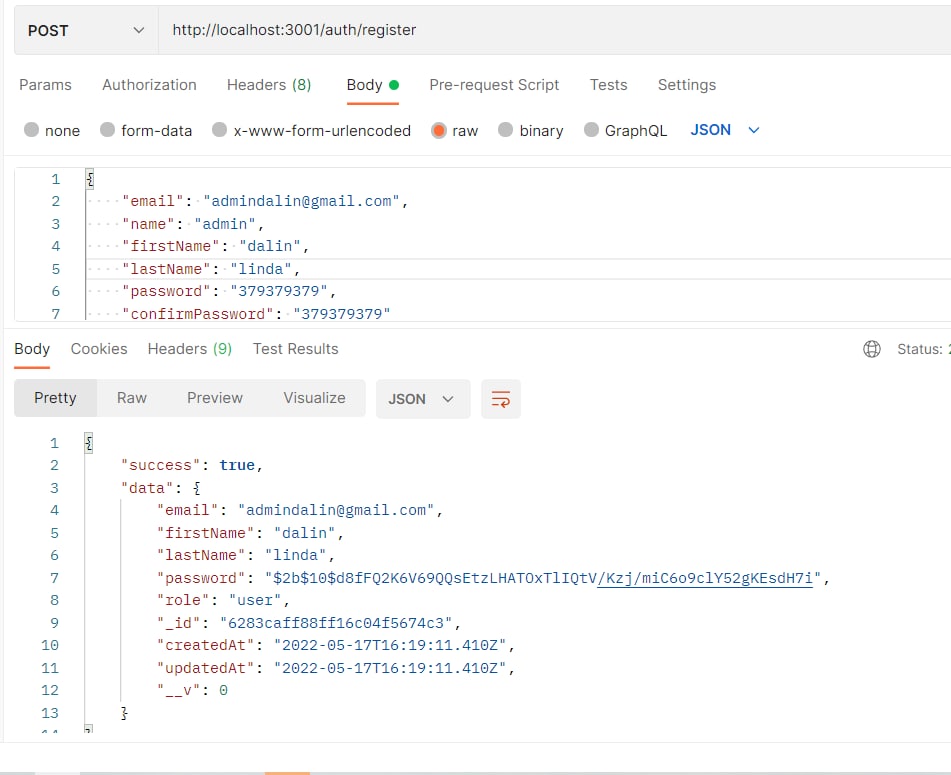 POST http://localhost:3001/auth/register
Params Authorization Headers (8) Body Pre-request Script Tests Settings
none form-data x-www-form-urlencoded raw binary GraphQL JSON
1 {
2 "email": "admindalin@gmail.com",
3 "name": "admin",
4 "firstName": "dalin",
5 "lastName": "linda",
6 "password": "379379379",
7 "confirmPassword": "379379379"
Body Cookies Headers (9) Test Results Status:
Pretty Raw Preview Visualize JSON
1 {
2 "success": true,
3 "data": {
4 "email": "admindalin@gmail.com",
5 "firstName": "dalin",
6 "lastName": "linda",
7 "password": "$2b$10$d8fFQ2K6V69QQsEtzLHATOxTlIQtV/Kzj/miC6o9clY52gKEsdH7i",
8 "role": "user",
9 "_id": "6283caff88ff16c04f5674c3",
10 "createdAt": "2022-05-17T16:19:11.410Z",
11 "updatedAt": "2022-05-17T16:19:11.410Z",
12 "__v": 0
13 }